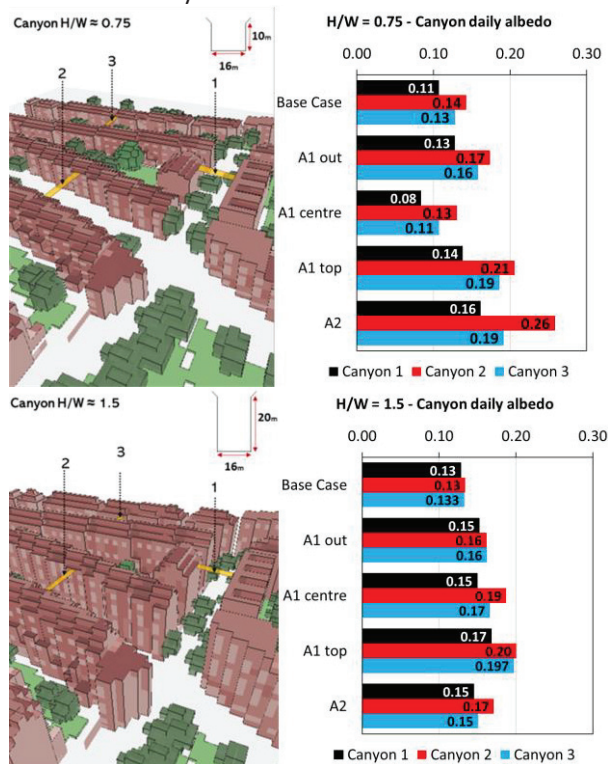 Canyon H/W ≈ 0.75
10m
16m
3
2
1
H/W = 0.75 - Canyon daily albedo
0.00 0.10 0.20 0.30
Base Case
0.11
0.14
0.13
A1 out
0.13
0.17
0.16
A1 centre
0.08
0.13
0.11
A1 top
0.14
0.21
0.19
A2
0.16
0.26
0.19
Canyon 1 Canyon 2 Canyon 3
Canyon H/W ≈ 1.5
20m
16m
3
2
1
H/W = 1.5 - Canyon daily albedo
0.00 0.10 0.20 0.30
Base Case
0.13
0.13
0.133
A1 out
0.15
0.16
0.16
A1 centre
0.15
0.19
0.17
A1 top
0.17
0.20
0.197
A2
0.15
0.17
0.15
Canyon 1 Canyon 2 Canyon 3